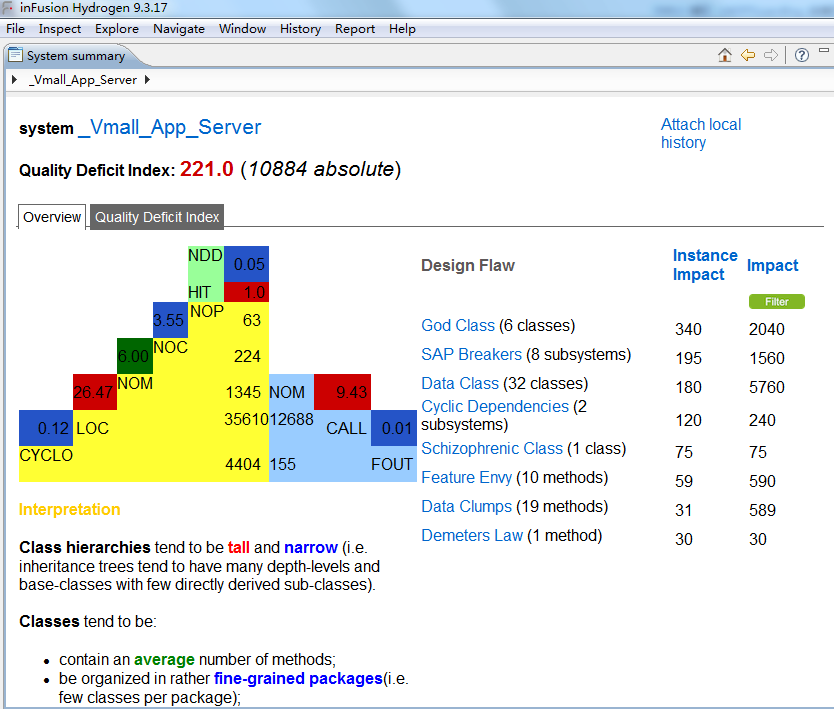 inFusion Hydrogen 9.3.17
File Inspect Explore Navigate Window History Report Help
System summary
_Vmall_App_Server
system _Vmall_App_Server
Attach local
history
Quality Deficit Index: 221.0 (10884 absolute)
Overview Quality Deficit Index
NDD 0.05
HIT 1.0
3.55 NOP 63
6.00 NOC 224
26.47 NOM 1345 NOM 9.43
0.12 LOC 35610 12688 CALL 0.01
CYCLO 4404 155 FOUT
Design Flaw Instance Impact Impact
Filter
God Class (6 classes) 340 2040
SAP Breakers (8 subsystems) 195 1560
Data Class (32 classes) 180 5760
Cyclic Dependencies (2
subsystems) 120 240
Schizophrenic Class (1 class) 75 75
Feature Envy (10 methods) 59 590
Data Clumps (19 methods) 31 589
Demeters Law (1 method) 30 30
Interpretation
Class hierarchies tend to be tall and narrow (i.e.
inheritance trees tend to have many depth-levels and
base-classes with few directly derived sub-classes).
Classes tend to be:
• contain an average number of methods;
• be organized in rather fine-grained packages(i.e.
few classes per package);